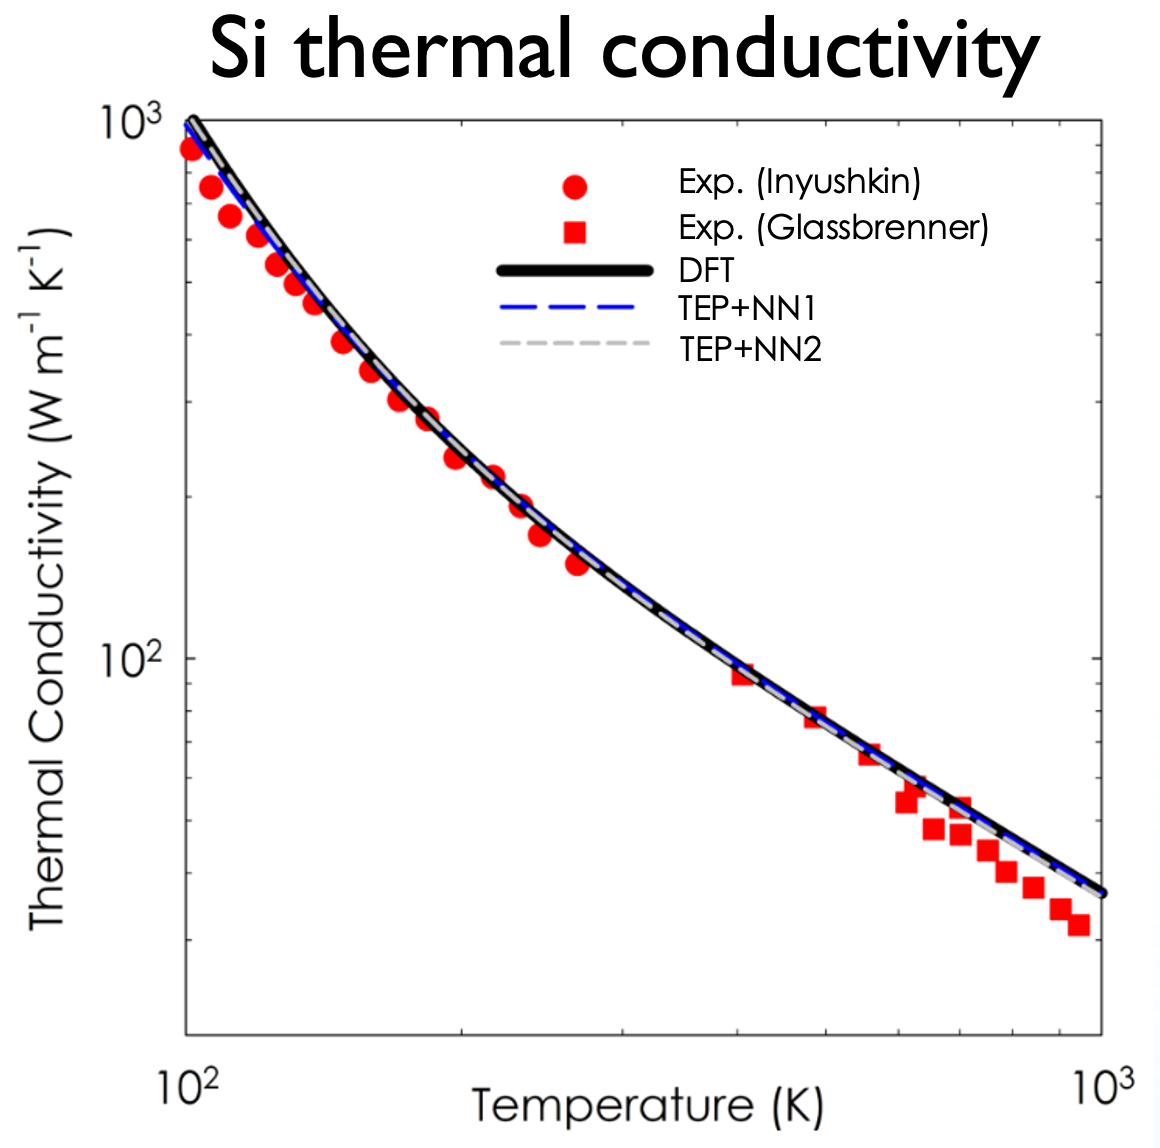 Si thermal conductivity
10³
Exp. (Inyushkin)
Exp. (Glassbrenner)
DFT
TEP+NN1
TEP+NN2
Thermal Conductivity (W m⁻¹ K⁻¹)
10²
10²
Temperature (K)
10³